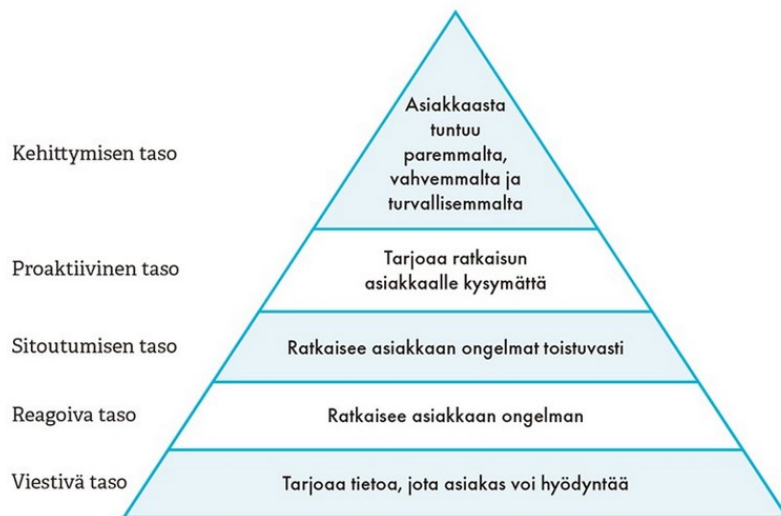 Kehittymisen taso
Asiakkaasta
tuntuu
paremmalta,
vahvemmalta ja
turvallisemmalta
Proaktiivinen taso
Tarjoaa ratkaisun
asiakkaalle kysymättä
Sitoutumisen taso
Ratkaisee asiakkaan ongelmat toistuvasti
Reagoiva taso
Ratkaisee asiakkaan ongelman
Viestivä taso
Tarjoaa tietoa, jota asiakas voi hyödyntää